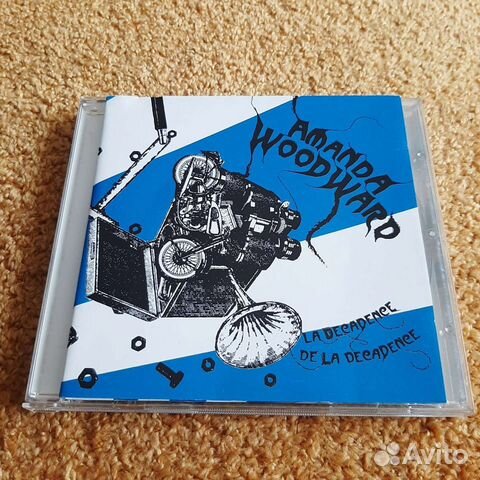 AMANDA
WOODWARD
LA DECADENCE
DE LA DECADENCE
Avito